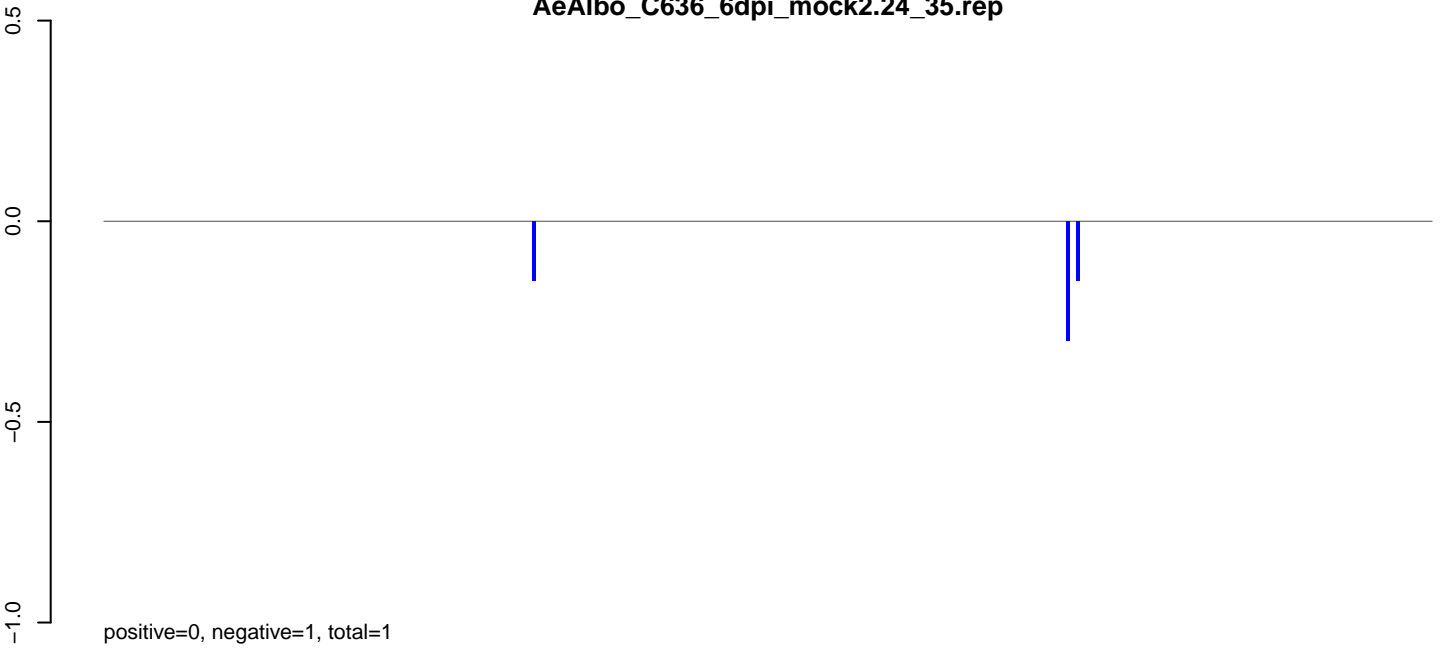 AeAlbo_C636_6dpi_mock2.24_35.rep
0.5
0.0
−0.5
−1.0
positive=0, negative=1, total=1